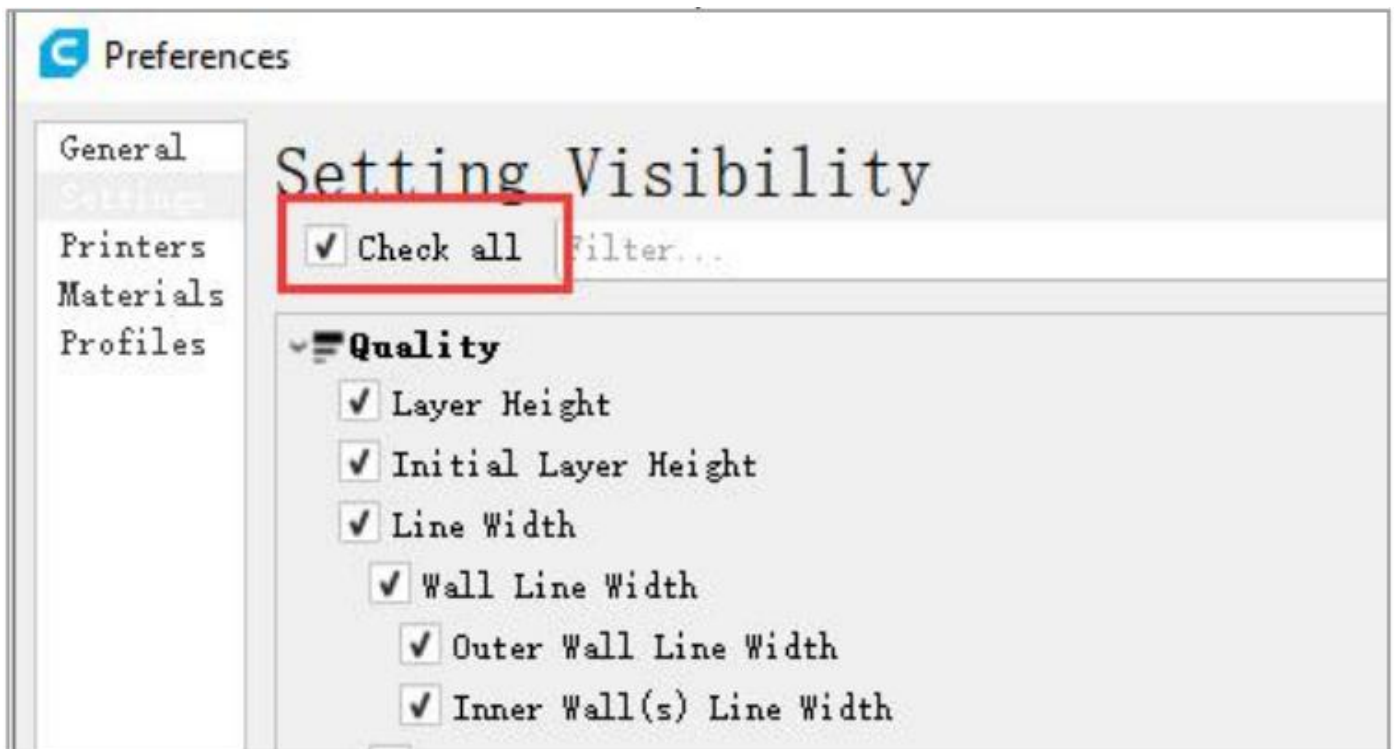 Preferences
General
Settings
Printers
Materials
Profiles
Setting Visibility
Check all
Filter...
Quality
Layer Height
Initial Layer Height
Line Width
Wall Line Width
Outer Wall Line Width
Inner Wall(s) Line Width